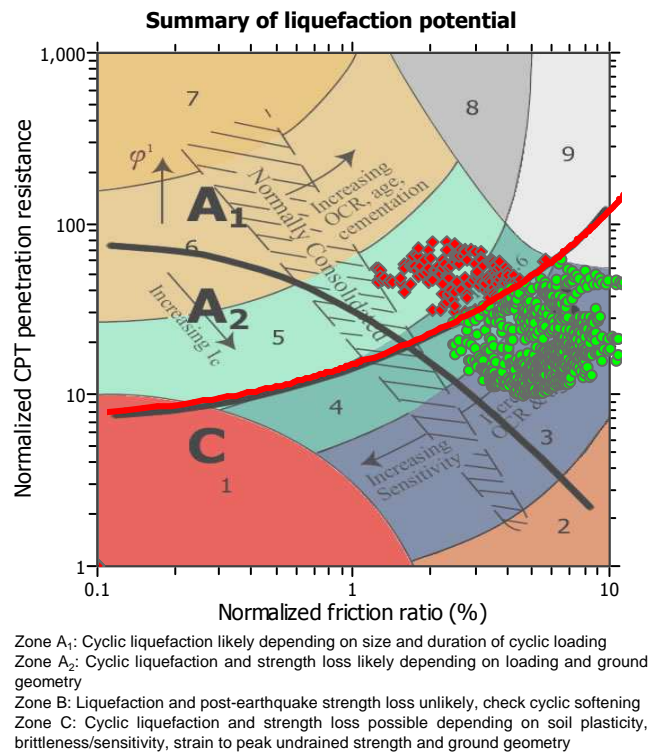 Summary of liquefaction potential
1,000
7
8
9
φ¹
A₁
Normally Consolidated
Increasing
OCR, age,
cementation
100
6
A₂
Increasing Ic
5
6
10
4
Increasing
OCR &
C
1
Increasing
Sensitivity
3
2
1
0.1
1
10
Normalized CPT penetration resistance
Normalized friction ratio (%)
Zone A₁: Cyclic liquefaction likely depending on size and duration of cyclic loading
Zone A₂: Cyclic liquefaction and strength loss likely depending on loading and ground
geometry
Zone B: Liquefaction and post-earthquake strength loss unlikely, check cyclic softening
Zone C: Cyclic liquefaction and strength loss possible depending on soil plasticity,
brittleness/sensitivity, strain to peak undrained strength and ground geometry